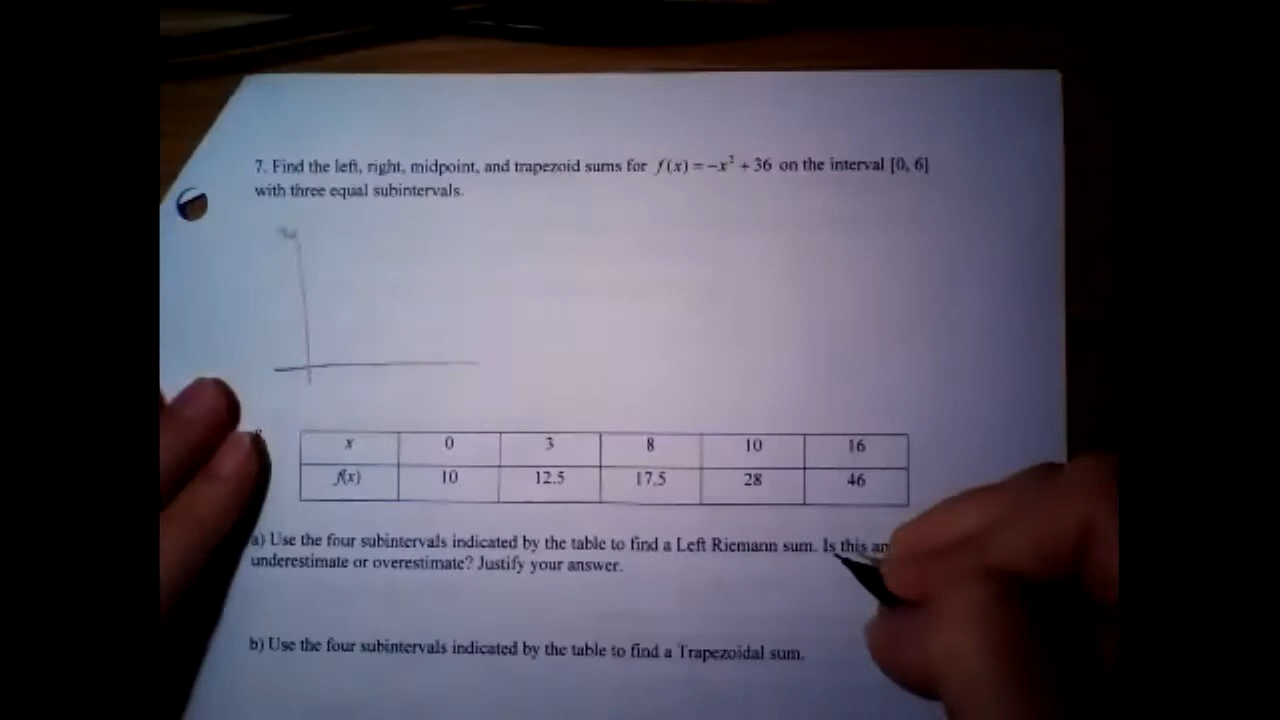 7. Find the left, right, midpoint, and trapezoid sums for f(x) = −x² + 36 on the interval [0, 6]
with three equal subintervals.
x 0 3 8 10 16
f(x) 10 12.5 17.5 28 46
a) Use the four subintervals indicated by the table to find a Left Riemann sum. Is this an
underestimate or overestimate? Justify your answer.
b) Use the four subintervals indicated by the table to find a Trapezoidal sum.